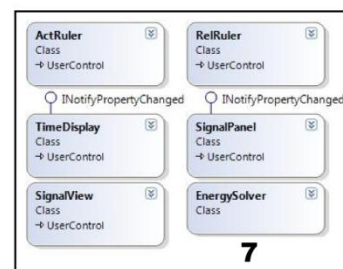 ActRuler
Class
UserControl
RelRuler
Class
UserControl
INotifyPropertyChanged
TimeDisplay
Class
UserControl
INotifyPropertyChanged
SignalPanel
Class
UserControl
SignalView
Class
UserControl
EnergySolver
Class
7